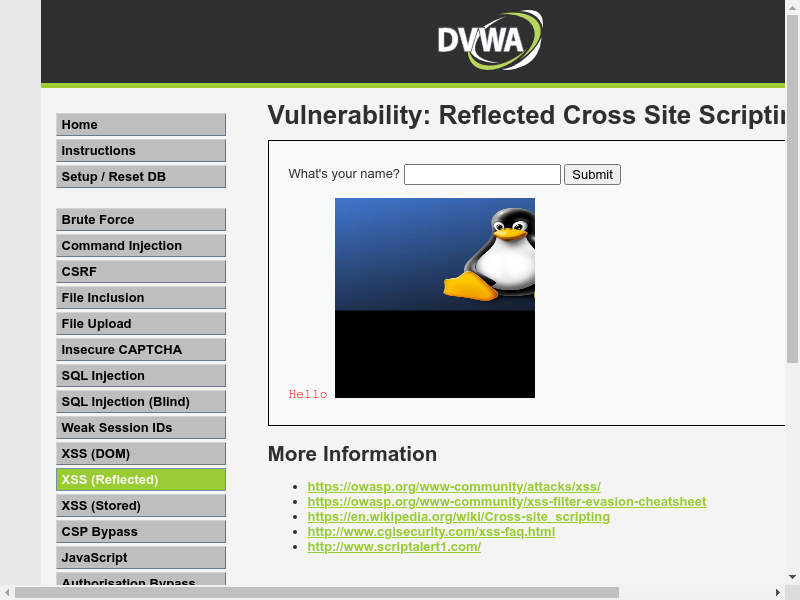 DVWA
Vulnerability: Reflected Cross Site Scriptin
Home
Instructions
Setup / Reset DB
Brute Force
Command Injection
CSRF
File Inclusion
File Upload
Insecure CAPTCHA
SQL Injection
SQL Injection (Blind)
Weak Session IDs
XSS (DOM)
XSS (Reflected)
XSS (Stored)
CSP Bypass
JavaScript
Authorisation Bypass
What's your name? Submit
Hello
More Information
https://owasp.org/www-community/attacks/xss/
https://owasp.org/www-community/xss-filter-evasion-cheatsheet
https://en.wikipedia.org/wiki/Cross-site_scripting
http://www.cgisecurity.com/xss-faq.html
http://www.scriptalert1.com/